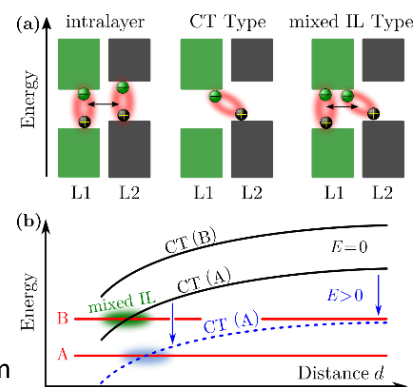 (a) intralayer CT Type mixed IL Type
Energy
L1 L2 L1 L2 L1 L2
(b)
Energy
CT (B)
E=0
CT (A)
mixed IL
E>0
B
CT (A)
A
m
Distance d